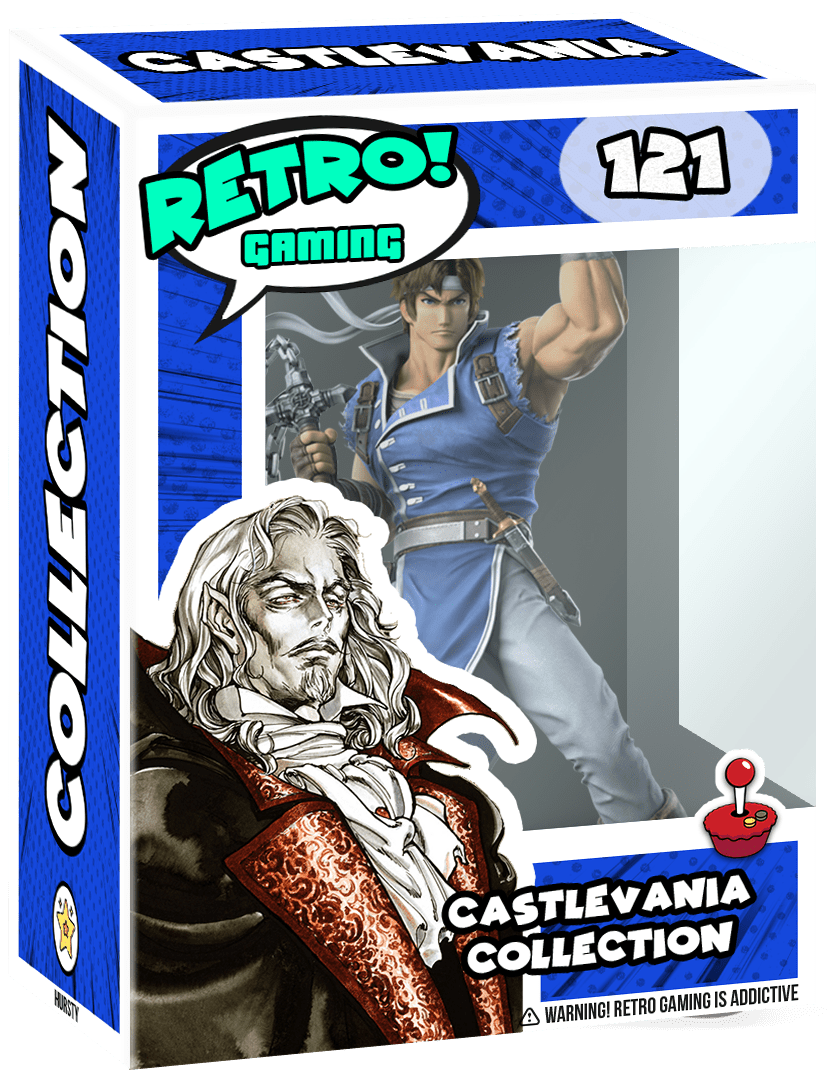 CASTLEVANIA
RETRO!
GAMING
121
COLLECTION
CASTLEVANIA
COLLECTION
HURSTY
WARNING! RETRO GAMING IS ADDICTIVE